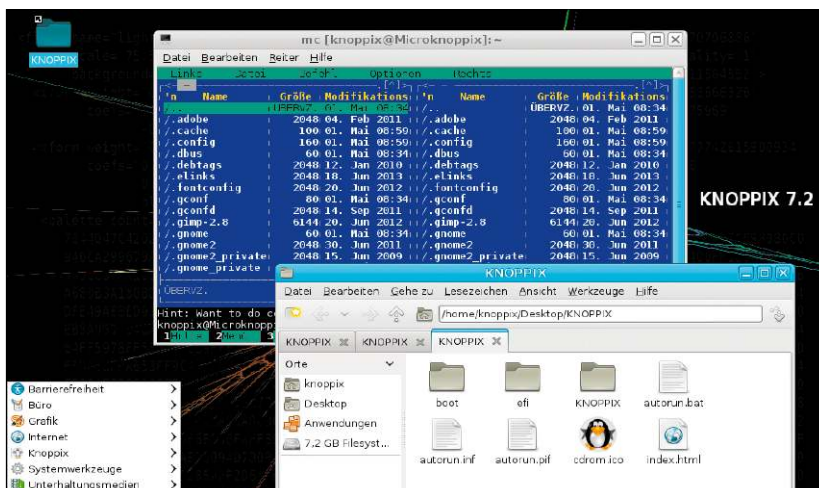 KNOPPIX
mc [knoppix@Microknoppix]:~
Datei Bearbeiten Reiter Hilfe
Links Datei Befehl Optionen Rechts
.[^]> .[^]>
'n Name Größe Modifikations 'n Name Größe Modifikations
/.. ÜBERVZ. 01. Mai 08:34 /.. ÜBERVZ. 01. Mai 08:34
/.adobe 2048 04. Feb 2011 /.adobe 2048 04. Feb 2011
/.cache 100 01. Mai 08:59 /.cache 100 01. Mai 08:59
/.config 160 01. Mai 08:59 /.config 160 01. Mai 08:59
/.dbus 60 01. Mai 08:34 /.dbus 60 01. Mai 08:34
/.debtags 2048 12. Jan 2010 /.debtags 2048 12. Jan 2010
/.elinks 2048 18. Jun 2013 /.elinks 2048 18. Jun 2013
/.fontconfig 2048 20. Jun 2012 /.fontconfig 2048 20. Jun 2012
/.gconf 80 01. Mai 08:34 /.gconf 80 01. Mai 08:34
/.gconfd 2048 14. Sep 2011 /.gconfd 2048 14. Sep 2011
/.gimp-2.8 6144 20. Jun 2012 /.gimp-2.8 6144 20. Jun 2012
/.gnome 60 01. Mai 08:34 /.gnome 60 01. Mai 08:34
/.gnome2 2048 30. Jun 2011 /.gnome2 2048 30. Jun 2011
/.gnome2_private 2048 15. Jun 2009 /.gnome2_private 2048 15. Jun 2009
/.gnome_private
ÜBERVZ.
Hint: Want to do
knoppix@Microknopp
1Hilfe 2Menü 3
KNOPPIX 7.2
KNOPPIX
Datei Bearbeiten Gehe zu Lesezeichen Ansicht Werkzeuge Hilfe
/home/knoppix/Desktop/KNOPPIX
KNOPPIX KNOPPIX KNOPPIX
Orte
knoppix
Desktop
Anwendungen
7,2 GB Filesyst...
boot efi KNOPPIX autorun.bat
autorun.inf autorun.pif cdrom.ico index.html
Barrierefreiheit
Büro
Grafik
Internet
Knoppix
Systemwerkzeuge
Unterhaltungsmedien